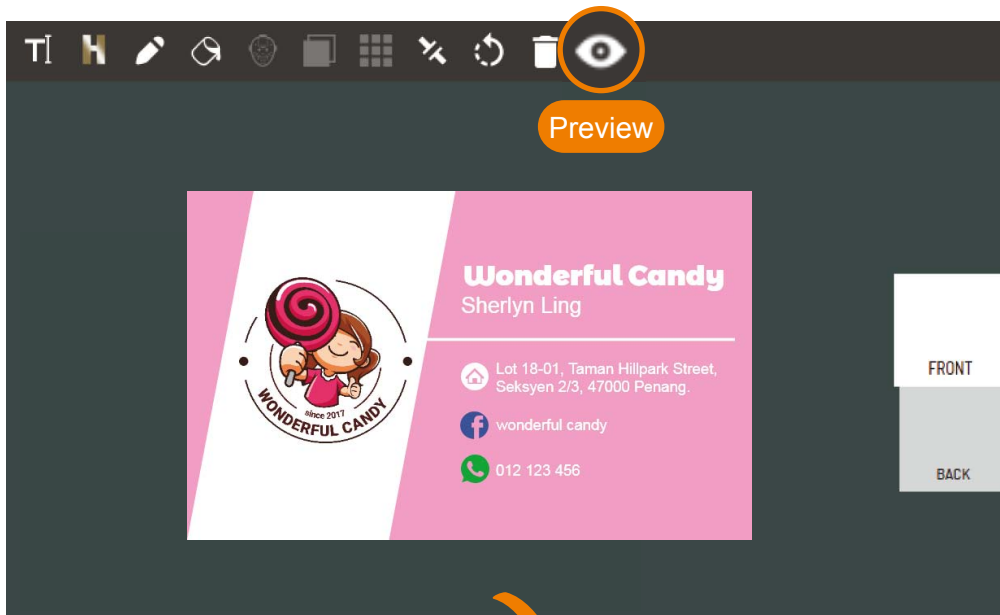 TI
H
Preview
Wonderful Candy
Sherlyn Ling
Lot 18-01, Taman Hillpark Street,
Seksyen 2/3, 47000 Penang.
wonderful candy
012 123 456
since 2017
WONDERFUL CANDY
FRONT
BACK